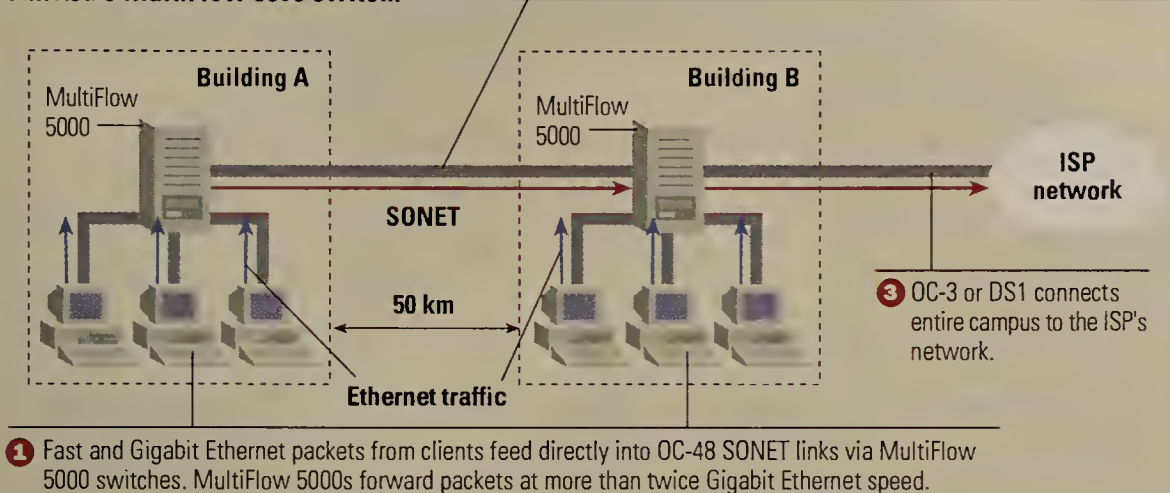 Building A
MultiFlow
5000
Building B
MultiFlow
5000
ISP
network
SONET
50 km
Ethernet traffic
3 OC-3 or DS1 connects
entire campus to the ISP's
network.
1 Fast and Gigabit Ethernet packets from clients feed directly into OC-48 SONET links via MultiFlow
5000 switches. MultiFlow 5000s forward packets at more than twice Gigabit Ethernet speed.